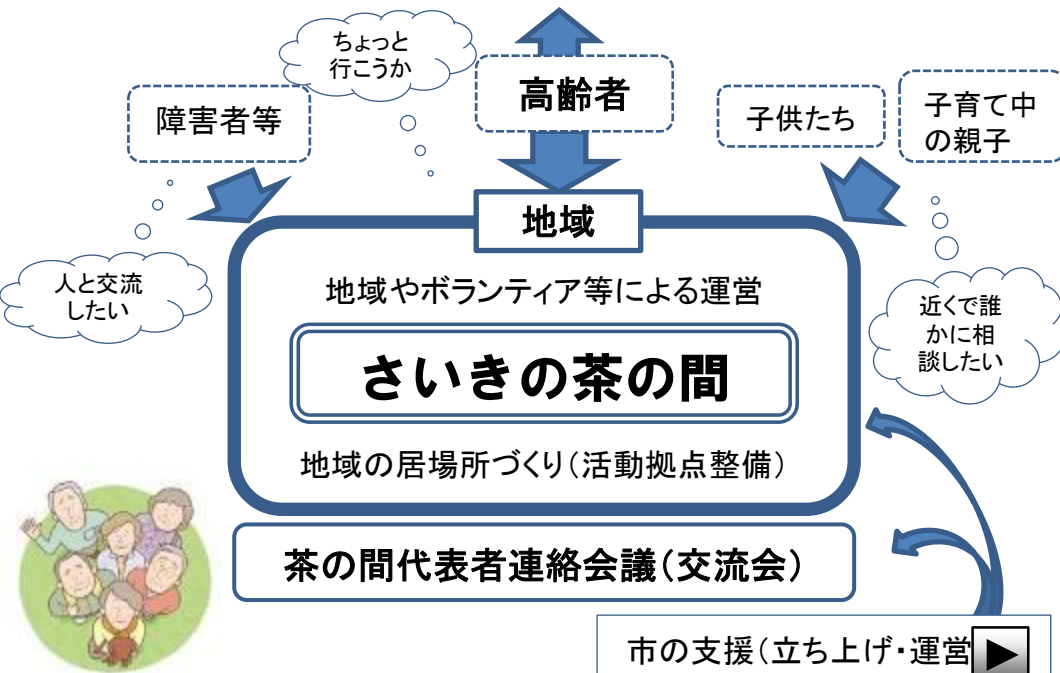 ちょっと
行こうか
高齢者
障害者等
子供たち
子育て中
の親子
地域
人と交流
したい
地域やボランティア等による運営
近くで誰
かに相
談したい
さいきの茶の間
地域の居場所づくり(活動拠点整備)
茶の間代表者連絡会議(交流会)
市の支援(立ち上げ・運営